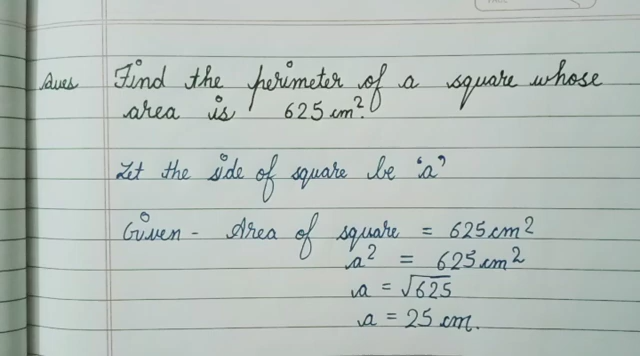 Ques Find the perimeter of a square whose
area is 625 cm².
Let the side of square be 'a'
Given - Area of square = 625 cm²
a² = 625 cm²
a = √625
a = 25 cm.